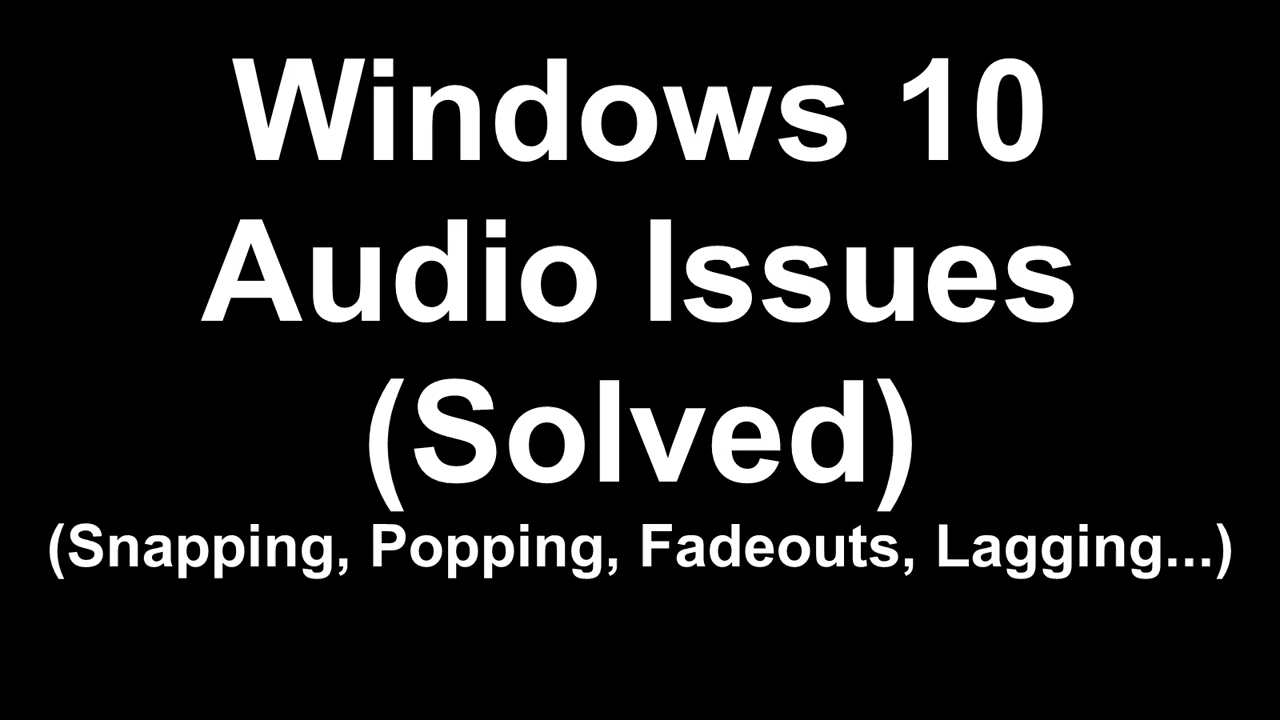 Windows 10
Audio Issues
(Solved)
(Snapping, Popping, Fadeouts, Lagging...)